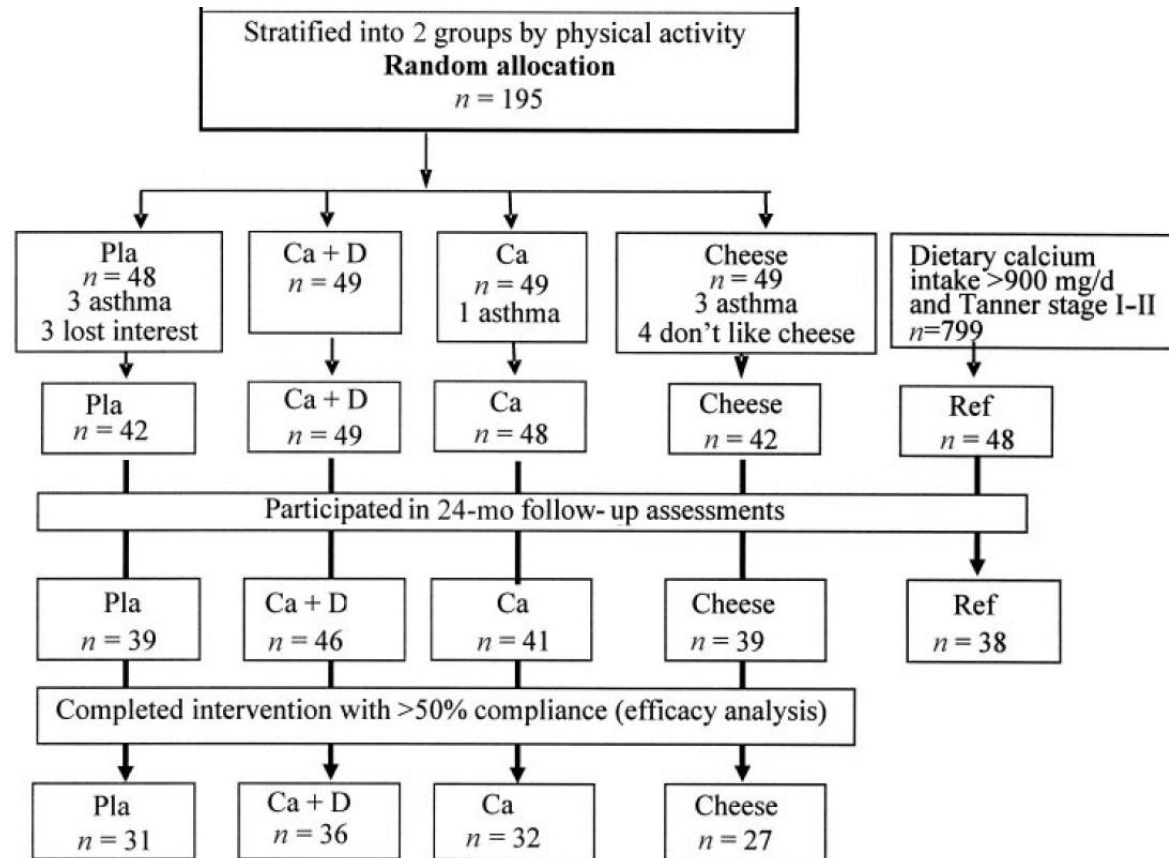 Stratified into 2 groups by physical activity
Random allocation
n = 195
Pla
n = 48
3 asthma
3 lost interest
Ca + D
n = 49
Ca
n = 49
1 asthma
Cheese
n = 49
3 asthma
4 don't like cheese
Dietary calcium
intake >900 mg/d
and Tanner stage I-II
n=799
Pla
n = 42
Ca + D
n = 49
Ca
n = 48
Cheese
n = 42
Ref
n = 48
Participated in 24-mo follow-up assessments
Pla
n = 39
Ca + D
n = 46
Ca
n = 41
Cheese
n = 39
Ref
n = 38
Completed intervention with >50% compliance (efficacy analysis)
Pla
n = 31
Ca + D
n = 36
Ca
n = 32
Cheese
n = 27